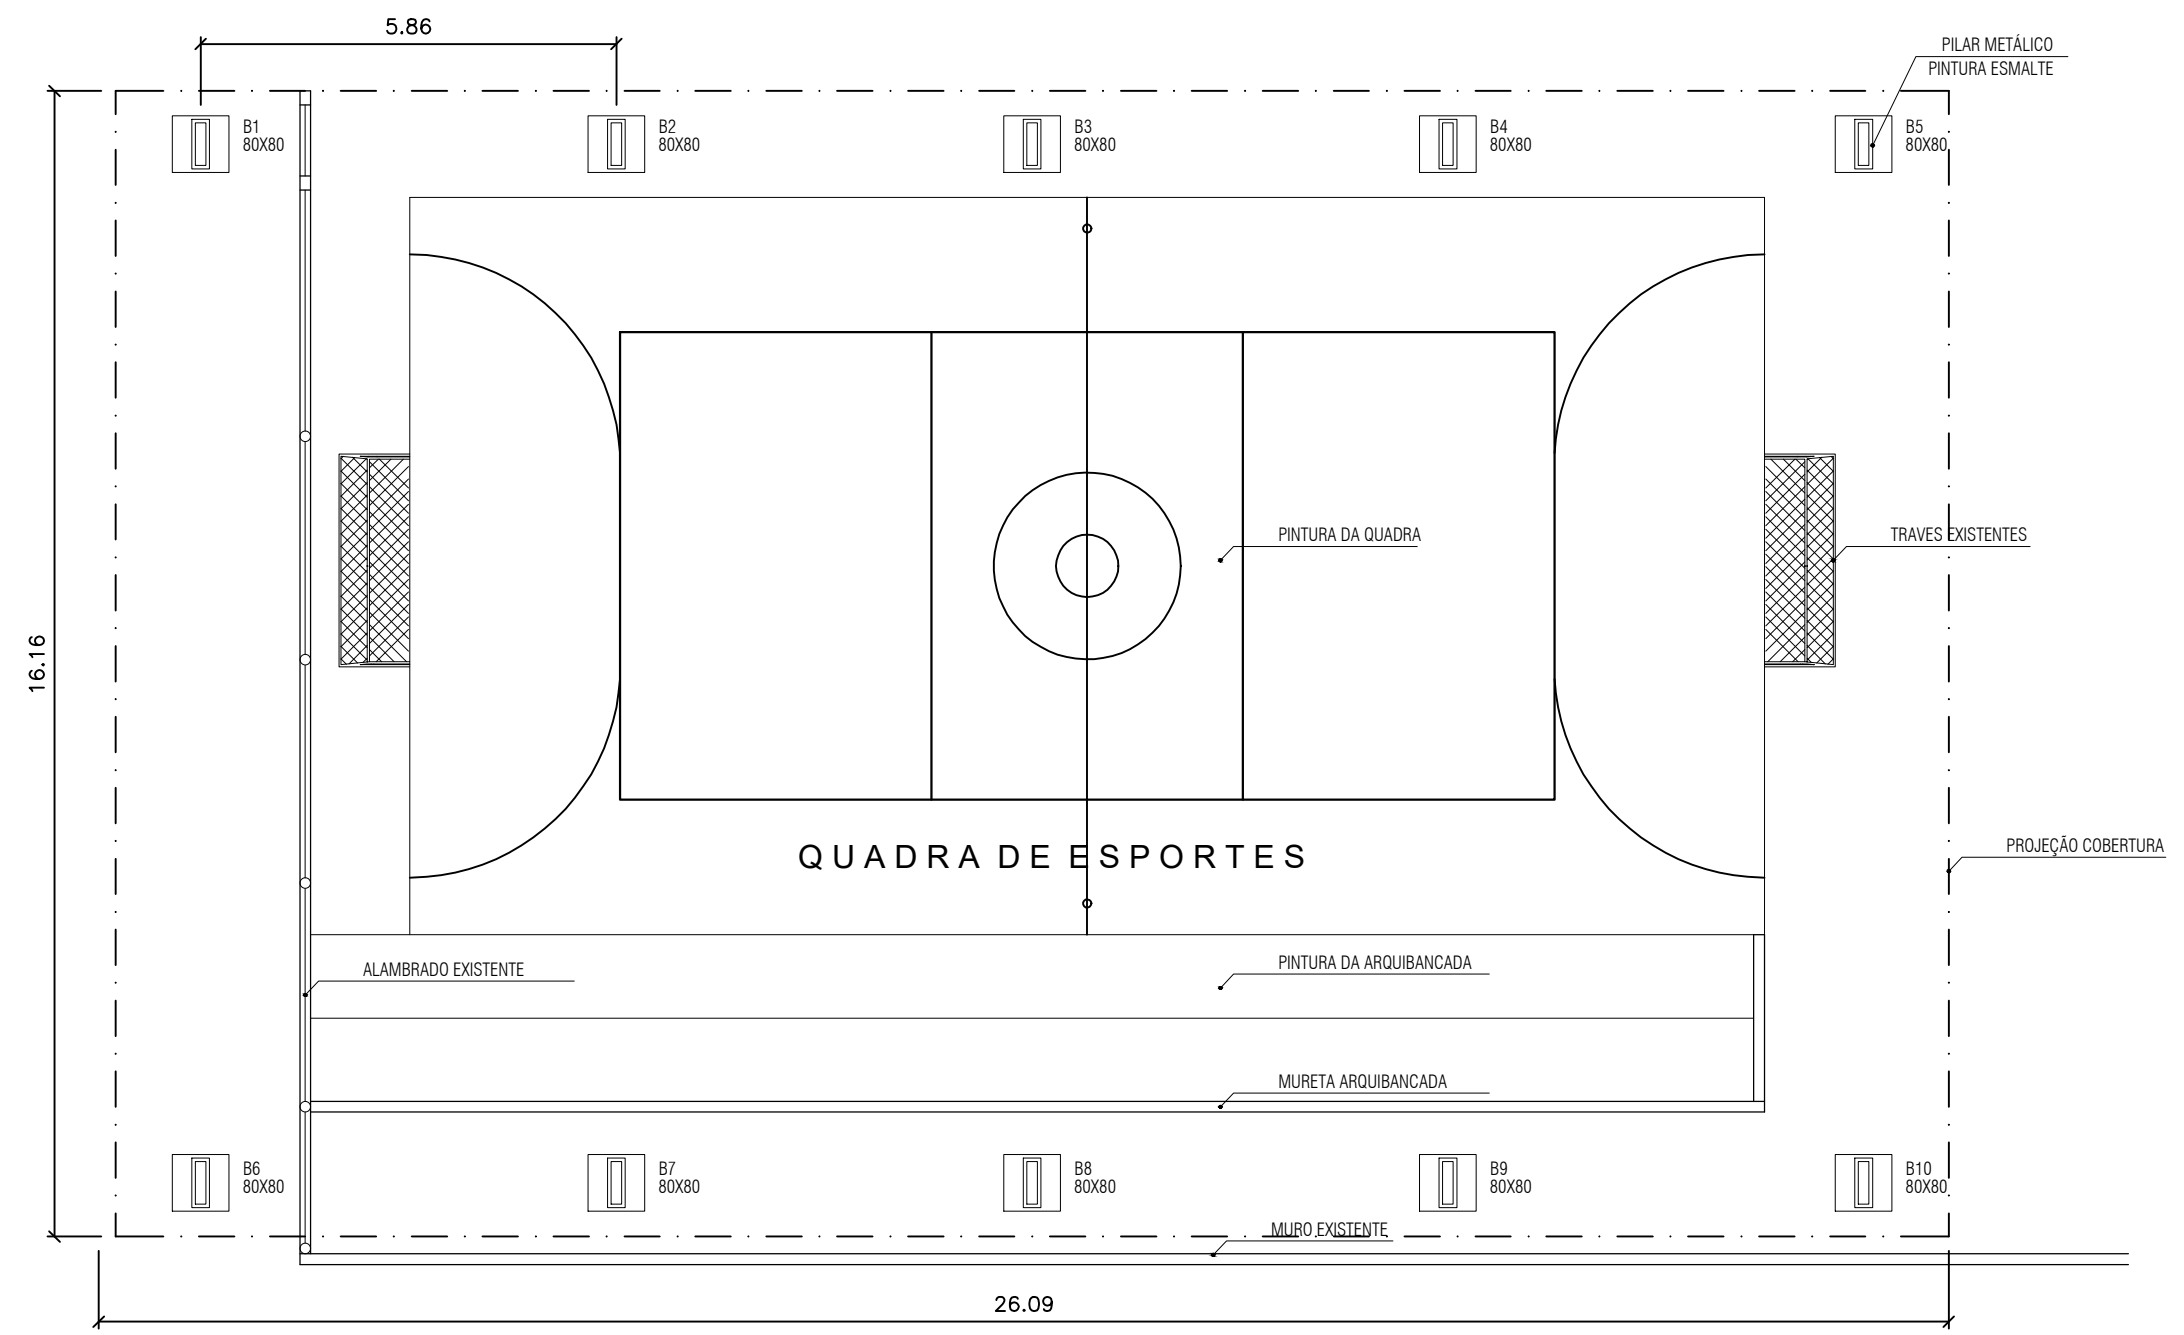 5.86
PILAR METÁLICO
PINTURA ESMALTE
B1
80X80
B2
80X80
B3
80X80
B4
80X80
B5
80X80
PINTURA DA QUADRA
TRAVES EXISTENTES
16.16
PROJEÇÃO COBERTURA
QUADRA DE ESPORTES
ALAMBRADO EXISTENTE
PINTURA DA ARQUIBANCADA
MURETA ARQUIBANCADA
B6
80X80
B7
80X80
B8
80X80
B9
80X80
B10
80X80
MURO EXISTENTE
26.09